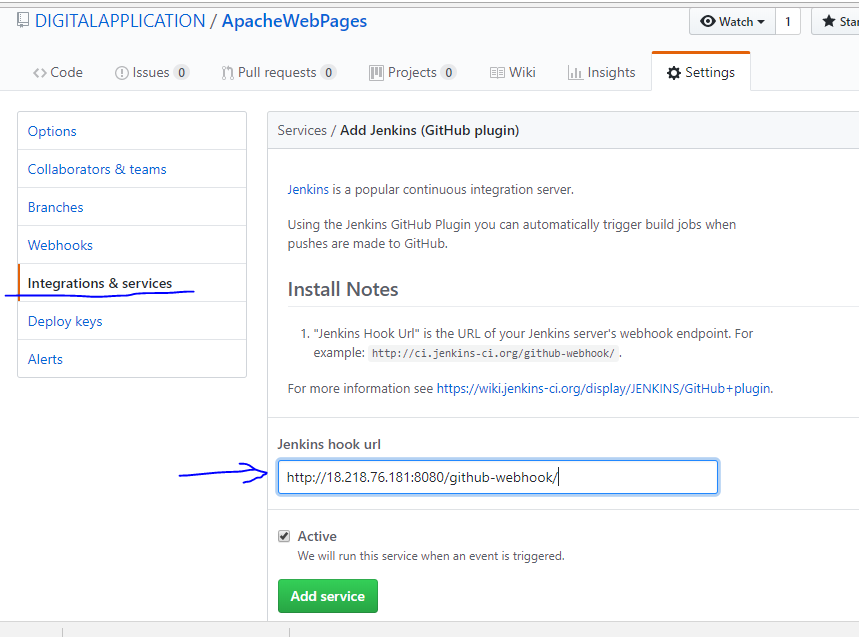 DIGITALAPPLICATION / ApacheWebPages
Watch 1
Code Issues 0 Pull requests 0 Projects 0 Wiki Insights Settings
Options
Collaborators & teams
Branches
Webhooks
Integrations & services
Deploy keys
Alerts
Services / Add Jenkins (GitHub plugin)
Jenkins is a popular continuous integration server.
Using the Jenkins GitHub Plugin you can automatically trigger build jobs when
pushes are made to GitHub.
Install Notes
1. "Jenkins Hook Url" is the URL of your Jenkins server's webhook endpoint. For
example: http://ci.jenkins-ci.org/github-webhook/ .
For more information see https://wiki.jenkins-ci.org/display/JENKINS/GitHub+plugin.
Jenkins hook url
http://18.218.76.181:8080/github-webhook/
Active
We will run this service when an event is triggered.
Add service